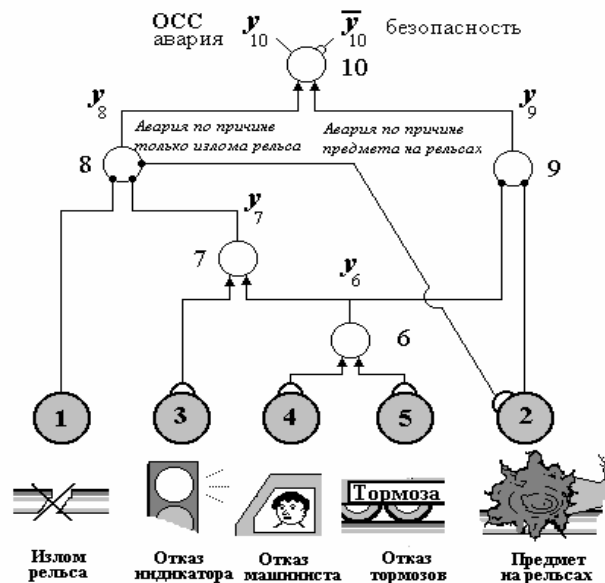 ОСС y10 ȳ10 безопасность
авария
10
y8 y9
Авария по причине только излома рельса
Авария по причине предмета на рельсах
8 9
y7
7 y6
6
1 3 4 5 2
Тормоза
Излом рельса
Отказ индикатора
Отказ машиниста
Отказ тормозов
Предмет на рельсах